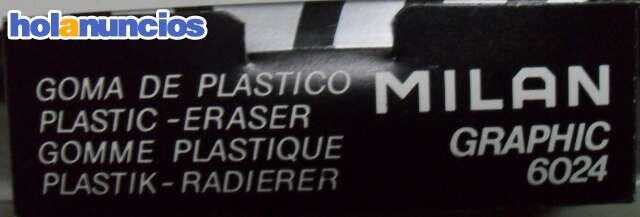 holanuncios
GOMA DE PLASTICO
PLASTIC-ERASER
GOMME PLASTIQUE
PLASTIK-RADIERER
MILAN
GRAPHIC
6024